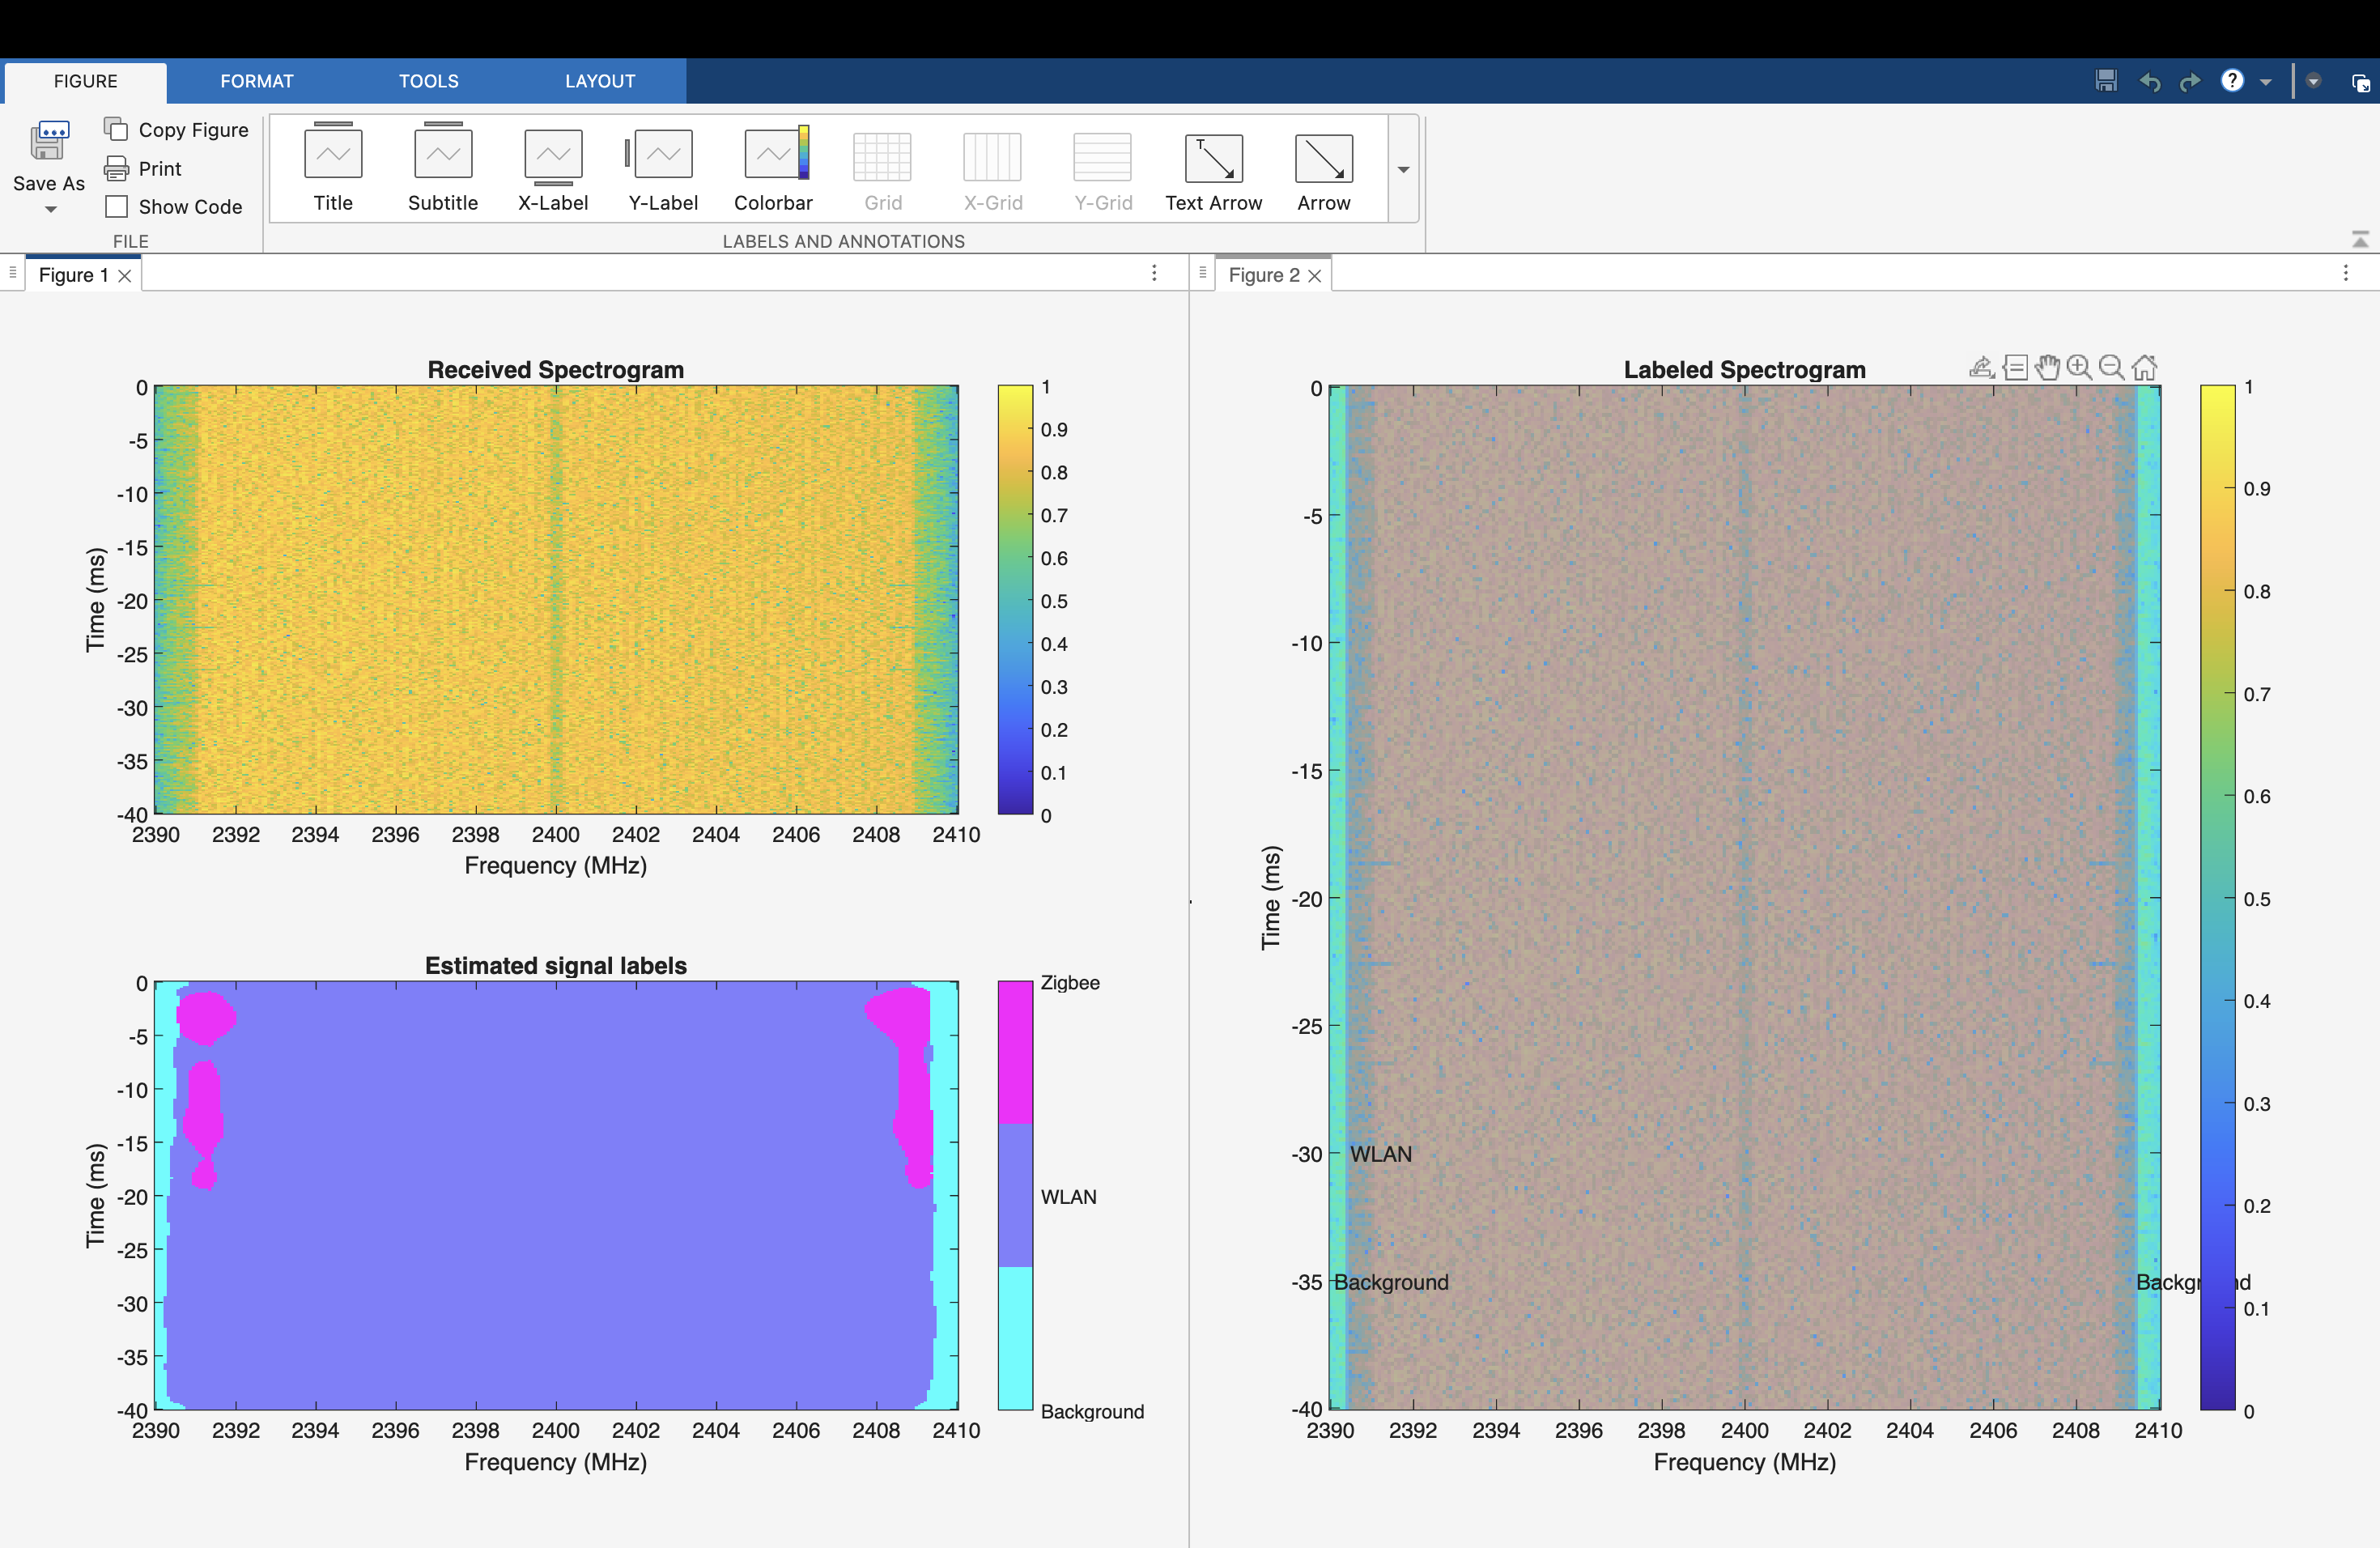 FIGURE FORMAT TOOLS LAYOUT
Save As
Copy Figure
Print
Show Code
FILE
Title Subtitle X-Label Y-Label Colorbar Grid X-Grid Y-Grid Text Arrow Arrow
LABELS AND ANNOTATIONS
Figure 1
Received Spectrogram
0
-5
-10
-15
-20
-25
-30
-35
-40
Time (ms)
2390 2392 2394 2396 2398 2400 2402 2404 2406 2408 2410
Frequency (MHz)
1
0.9
0.8
0.7
0.6
0.5
0.4
0.3
0.2
0.1
0
Estimated signal labels
0
-5
-10
-15
-20
-25
-30
-35
-40
Time (ms)
2390 2392 2394 2396 2398 2400 2402 2404 2406 2408 2410
Frequency (MHz)
Zigbee
WLAN
Background
Figure 2
Labeled Spectrogram
0
-5
-10
-15
-20
-25
-30
-35
-40
Time (ms)
WLAN
Background
Background
2390 2392 2394 2396 2398 2400 2402 2404 2406 2408 2410
Frequency (MHz)
1
0.9
0.8
0.7
0.6
0.5
0.4
0.3
0.2
0.1
0